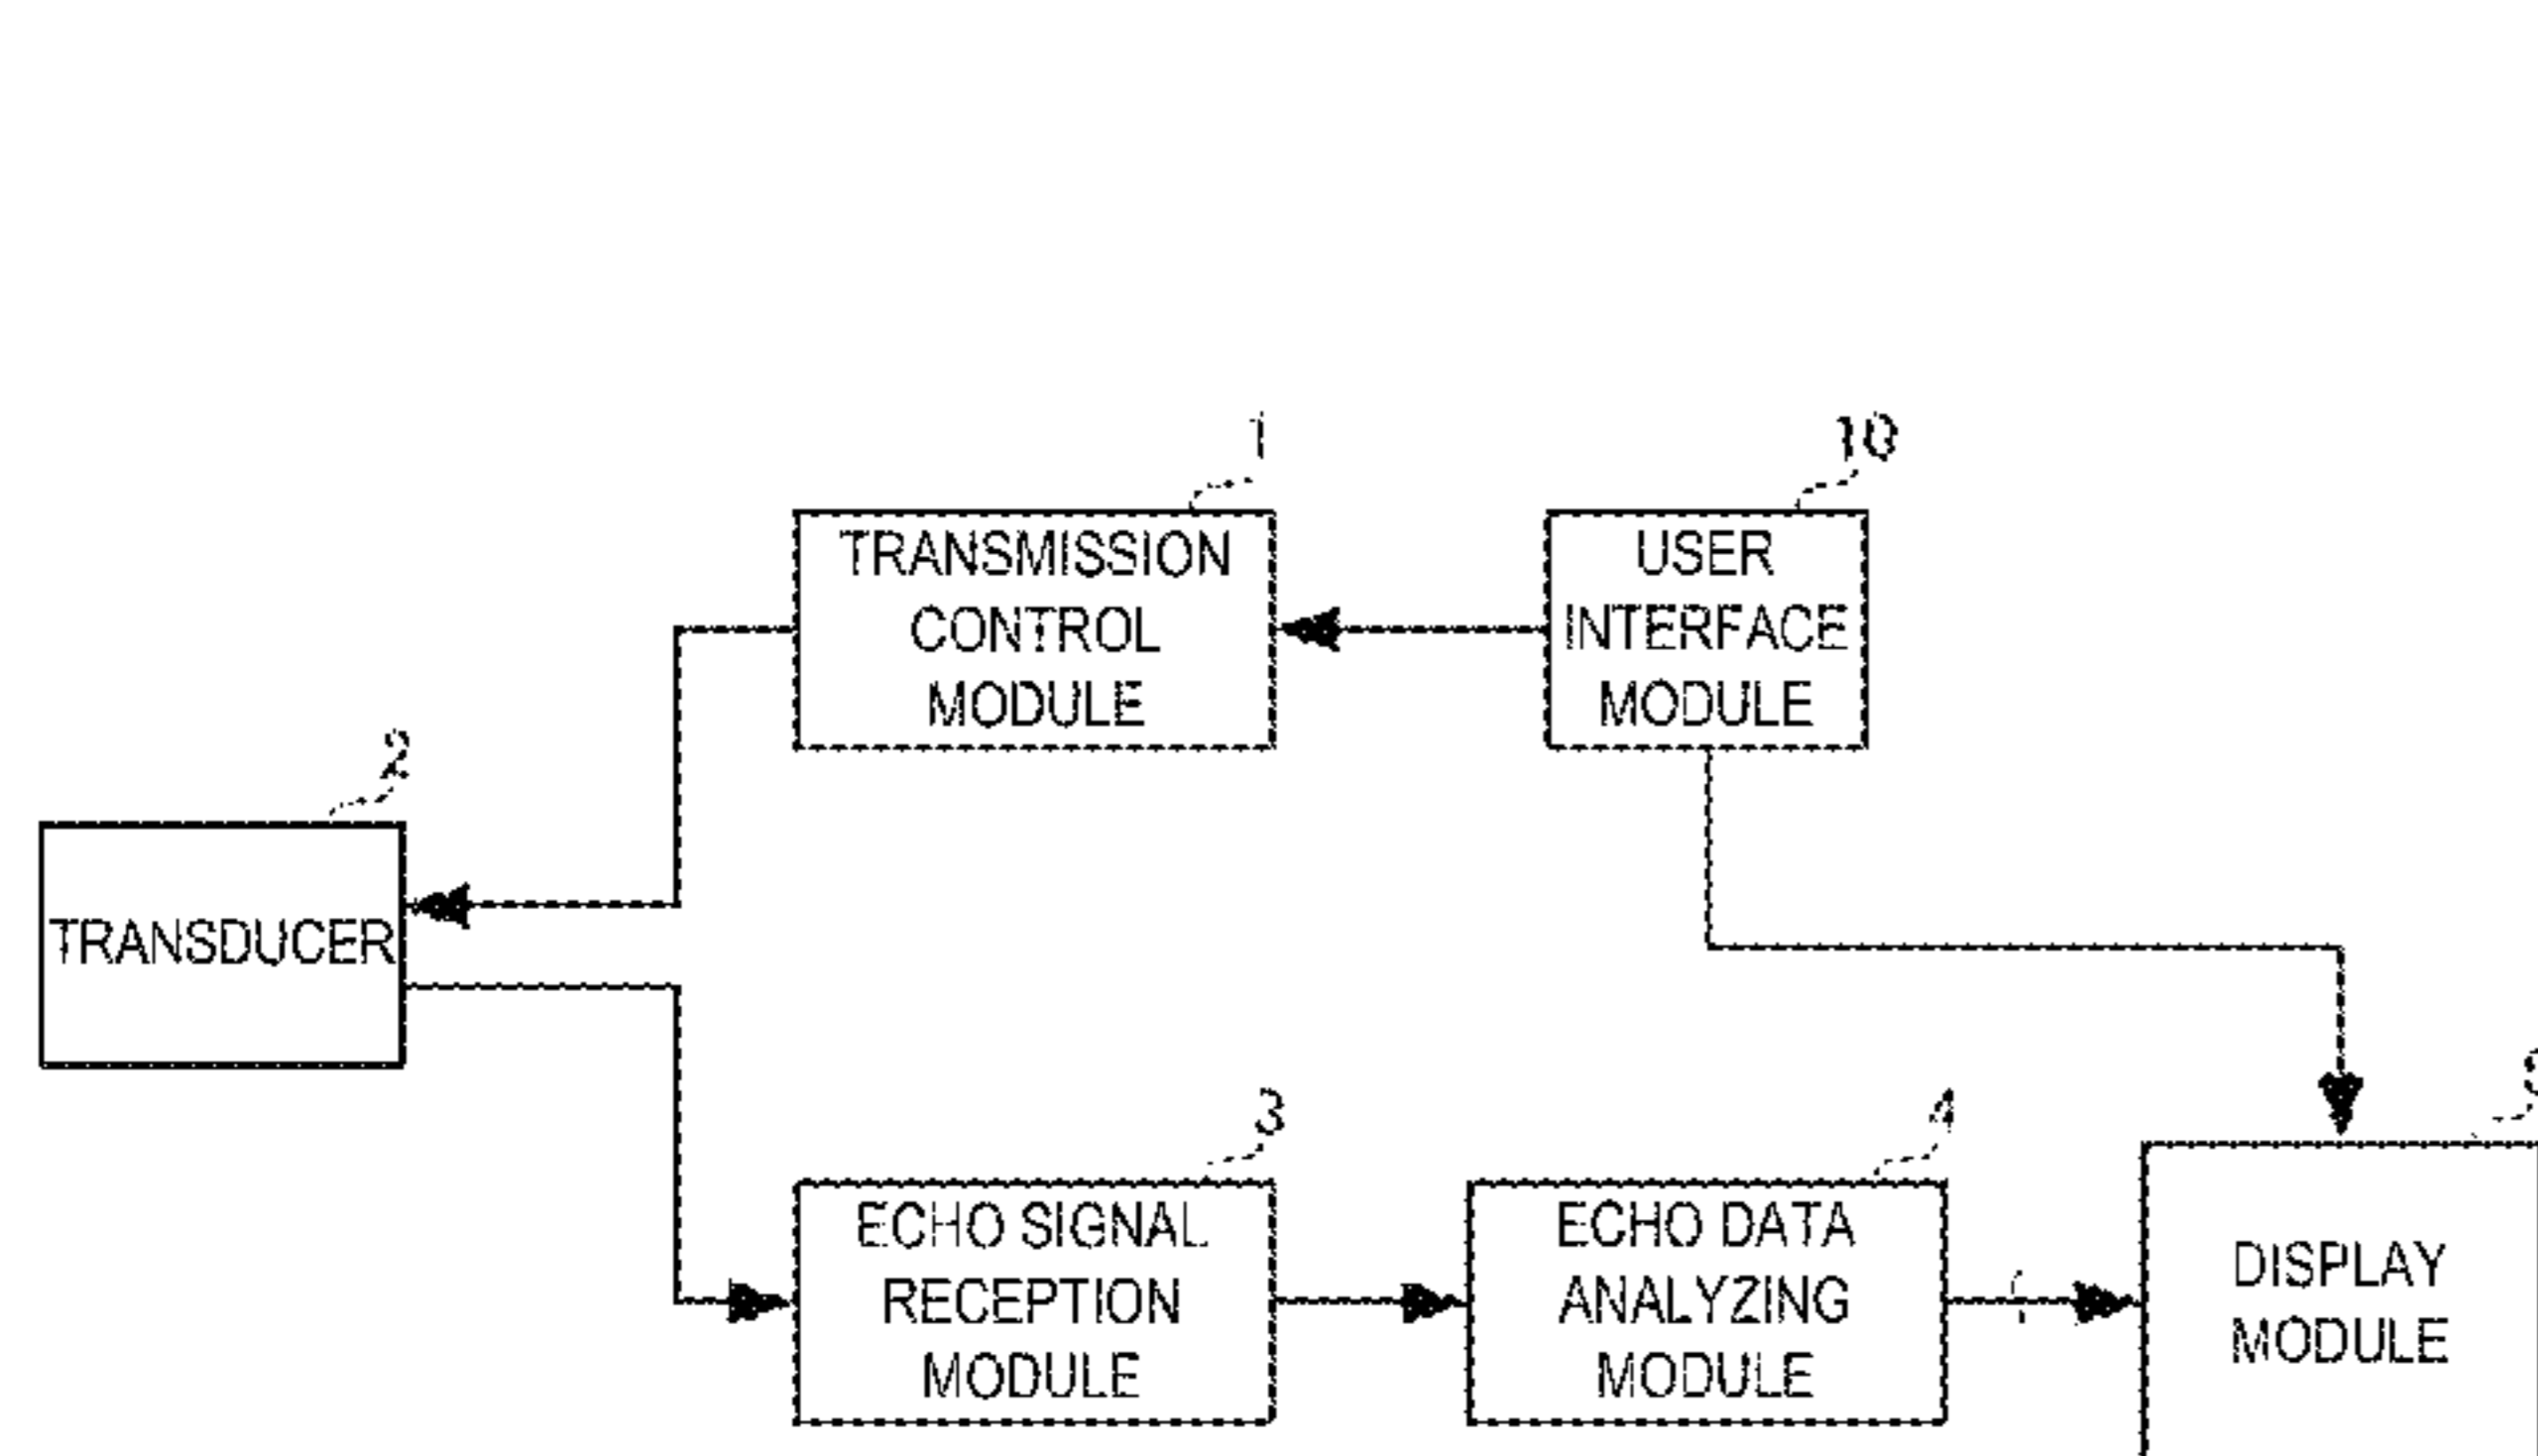 1
TRANSMISSION
CONTROL
MODULE
10
USER
INTERFACE
MODULE
2
TRANSDUCER
3
ECHO SIGNAL
RECEPTION
MODULE
4
ECHO DATA
ANALYZING
MODULE
DISPLAY
MODULE